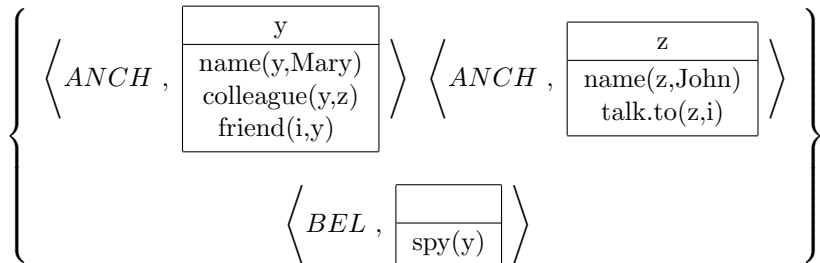 y
⟨ANCH , name(y,Mary)
colleague(y,z)
friend(i,y) ⟩
z
⟨ANCH , name(z,John)
talk.to(z,i) ⟩
⟨BEL , spy(y) ⟩